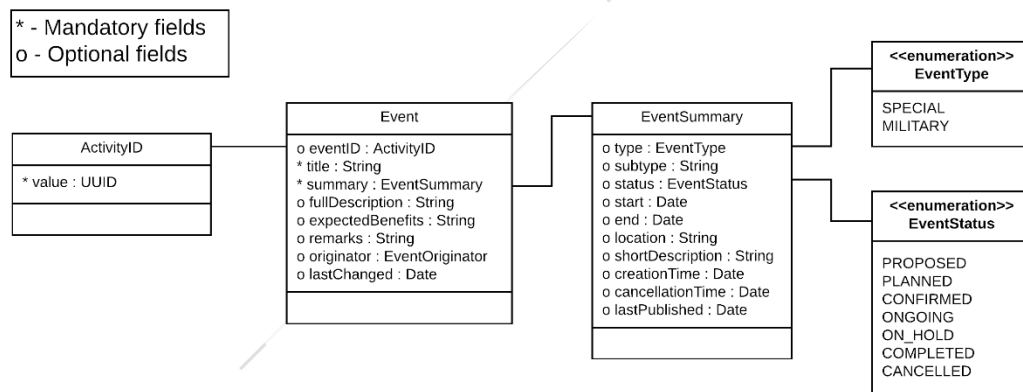 * - Mandatory fields
o - Optional fields
ActivityID
* value : UUID
Event
o eventID : ActivityID
* title : String
* summary : EventSummary
o fullDescription : String
o expectedBenefits : String
o remarks : String
o originator : EventOriginator
o lastChanged : Date
EventSummary
o type : EventType
o subtype : String
o status : EventStatus
o start : Date
o end : Date
o location : String
o shortDescription : String
o creationTime : Date
o cancellationTime : Date
o lastPublished : Date
<<enumeration>>
EventType
SPECIAL
MILITARY
<<enumeration>>
EventStatus
PROPOSED
PLANNED
CONFIRMED
ONGOING
ON_HOLD
COMPLETED
CANCELLED